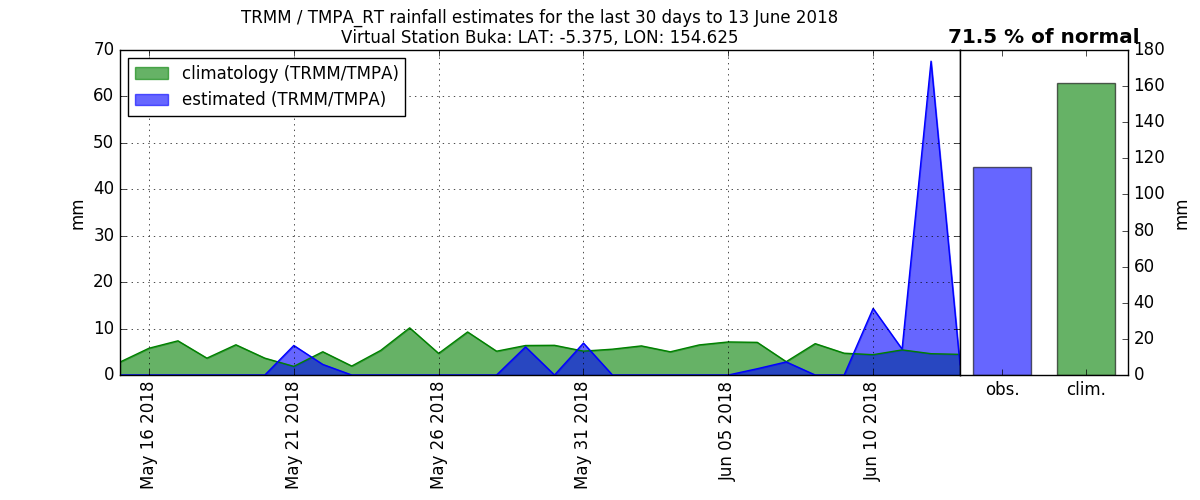 TRMM / TMPA_RT rainfall estimates for the last 30 days to 13 June 2018
Virtual Station Buka: LAT: -5.375, LON: 154.625
71.5 % of normal
climatology (TRMM/TMPA)
estimated (TRMM/TMPA)
70
60
50
40
30
20
10
0
mm
May 16 2018
May 21 2018
May 26 2018
May 31 2018
Jun 05 2018
Jun 10 2018
180
160
140
120
100
80
60
40
20
0
mm
obs.
clim.